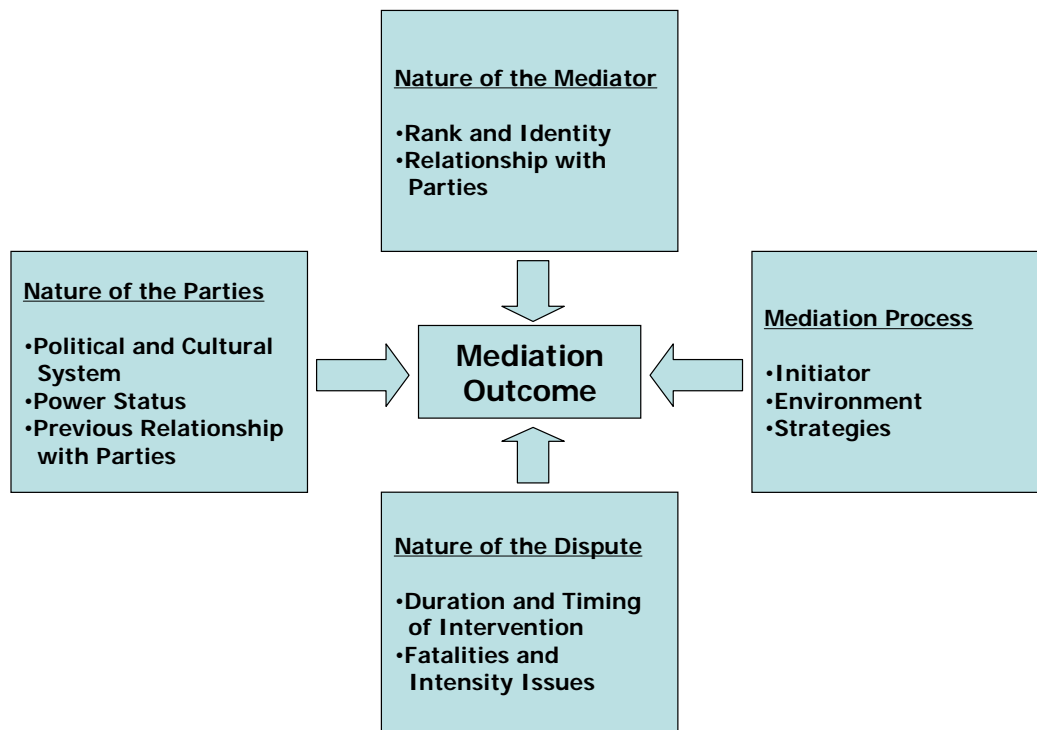 Nature of the Mediator
•Rank and Identity
•Relationship with
Parties
Nature of the Parties
•Political and Cultural
System
•Power Status
•Previous Relationship
with Parties
Mediation
Outcome
Mediation Process
•Initiator
•Environment
•Strategies
Nature of the Dispute
•Duration and Timing
of Intervention
•Fatalities and
Intensity Issues